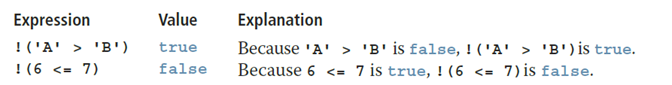 Expression Value Explanation
!('A' > 'B') true Because 'A' > 'B' is false, !('A' > 'B')is true.
!(6 <= 7) false Because 6 <= 7 is true, !(6 <= 7)is false.